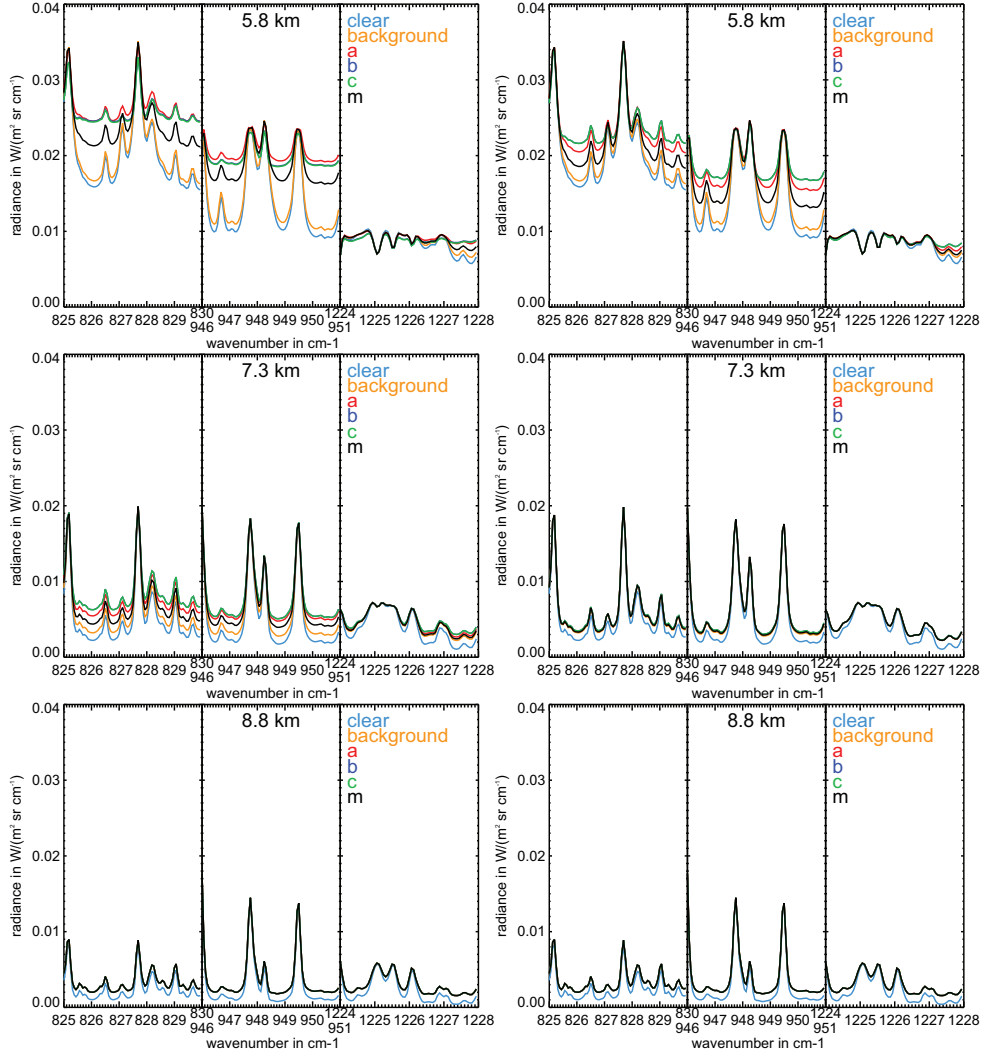 5.8 km
clear
background
a
b
c
m
radiance in W/(m² sr cm⁻¹)
0.04
0.03
0.02
0.01
0.00
825 826 827 828 829 830
946 947 948 949 950 951
1224 1225 1226 1227 1228
wavenumber in cm-1
5.8 km
clear
background
a
b
c
m
radiance in W/(m² sr cm⁻¹)
0.04
0.03
0.02
0.01
0.00
825 826 827 828 829 830
946 947 948 949 950 951
1224 1225 1226 1227 1228
wavenumber in cm-1
7.3 km
clear
background
a
b
c
m
radiance in W/(m² sr cm⁻¹)
0.04
0.03
0.02
0.01
0.00
825 826 827 828 829 830
946 947 948 949 950 951
1224 1225 1226 1227 1228
wavenumber in cm-1
7.3 km
clear
background
a
b
c
m
radiance in W/(m² sr cm⁻¹)
0.04
0.03
0.02
0.01
0.00
825 826 827 828 829 830
946 947 948 949 950 951
1224 1225 1226 1227 1228
wavenumber in cm-1
8.8 km
clear
background
a
b
c
m
radiance in W/(m² sr cm⁻¹)
0.04
0.03
0.02
0.01
0.00
825 826 827 828 829 830
946 947 948 949 950 951
1224 1225 1226 1227 1228
wavenumber in cm-1
8.8 km
clear
background
a
b
c
m
radiance in W/(m² sr cm⁻¹)
0.04
0.03
0.02
0.01
0.00
825 826 827 828 829 830
946 947 948 949 950 951
1224 1225 1226 1227 1228
wavenumber in cm-1